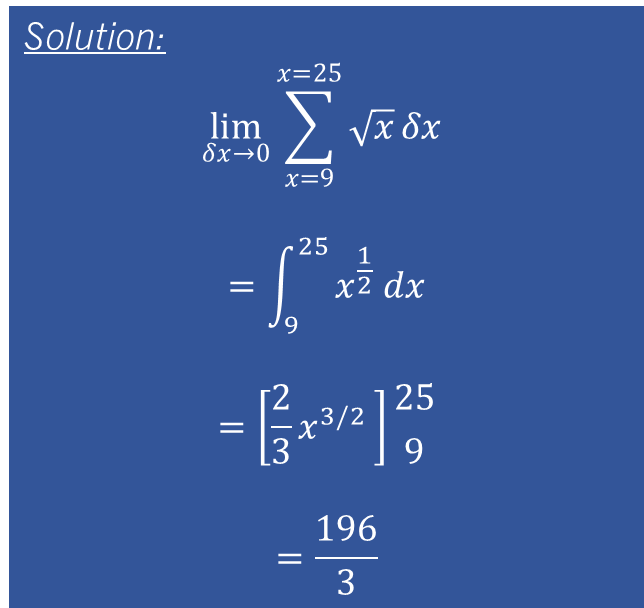 Solution:
lim_{δx→0} ∑_{x=9}^{x=25} √x δx
= ∫_9^{25} x^{1/2} dx
= [2/3 x^{3/2}]_9^{25}
= 196/3